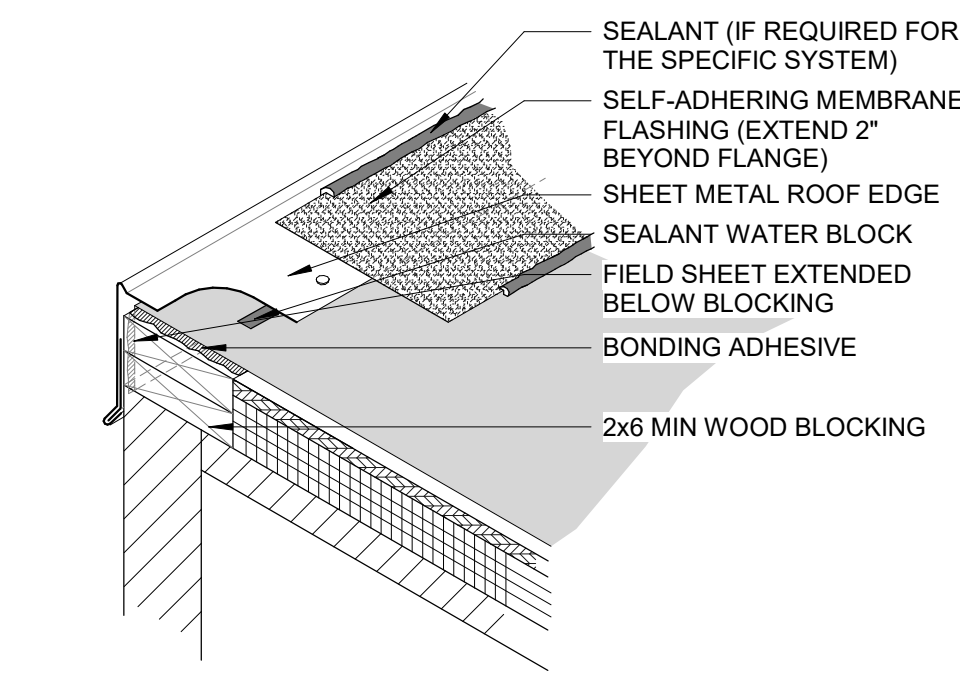 SEALANT (IF REQUIRED FOR
THE SPECIFIC SYSTEM)
SELF-ADHERING MEMBRANE
FLASHING (EXTEND 2"
BEYOND FLANGE)
SHEET METAL ROOF EDGE
SEALANT WATER BLOCK
FIELD SHEET EXTENDED
BELOW BLOCKING
BONDING ADHESIVE
2x6 MIN WOOD BLOCKING